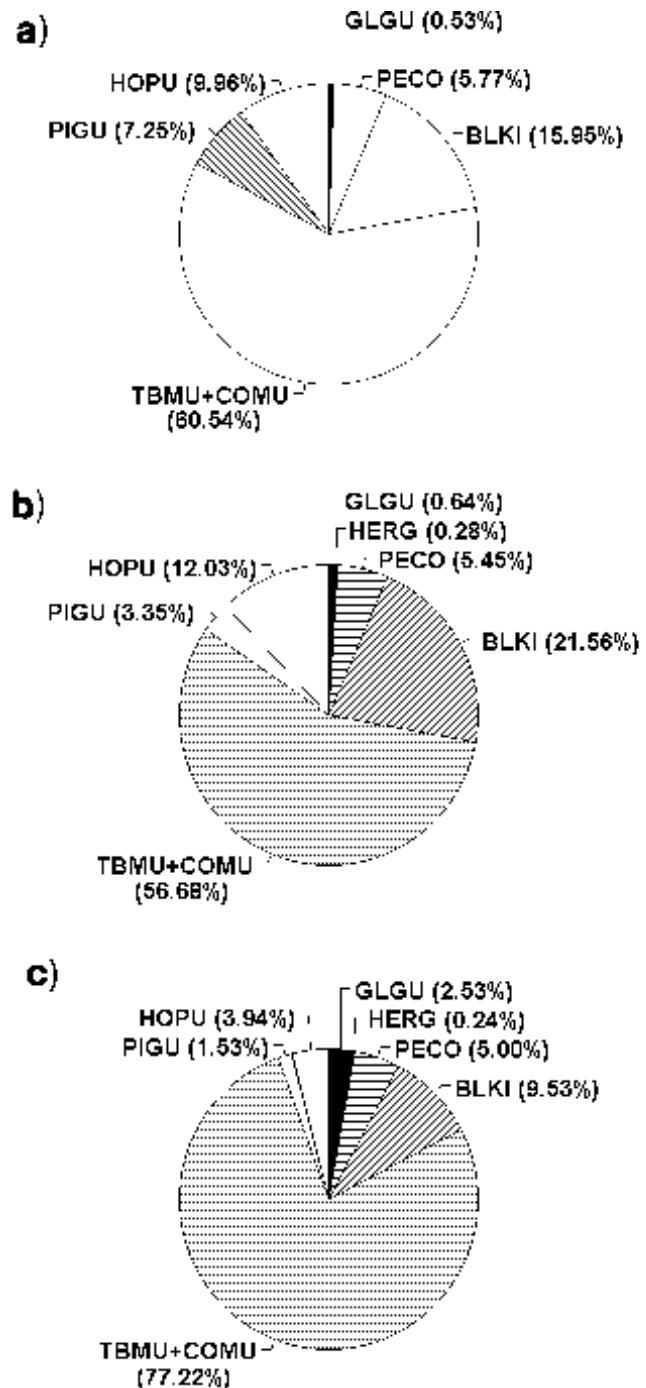 a)
GLGU (0.53%)
HOPU (9.96%)
PECO (5.77%)
PIGU (7.25%)
BLKI (15.95%)
TBMU+COMU
(60.54%)
b)
GLGU (0.64%)
HERG (0.28%)
HOPU (12.03%)
PECO (5.45%)
PIGU (3.35%)
BLKI (21.56%)
TBMU+COMU
(56.68%)
c)
GLGU (2.53%)
HOPU (3.94%)
HERG (0.24%)
PIGU (1.53%)
PECO (5.00%)
BLKI (9.53%)
TBMU+COMU
(77.22%)